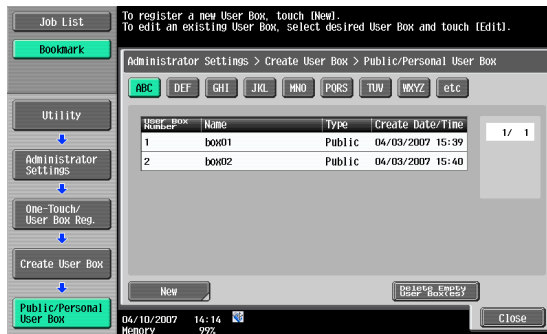 Job List
To register a new User Box, touch [New].
To edit an existing User Box, select desired User Box and touch [Edit].
Bookmark
Administrator Settings > Create User Box > Public/Personal User Box
ABC DEF GHI JKL MNO PQRS TUV WXYZ etc
Utility
User Box Number Name Type Create Date/Time
1/ 1
1 box01 Public 04/03/2007 15:39
2 box02 Public 04/03/2007 15:40
Administrator
Settings
One-Touch/
User Box Reg.
Create User Box
New
Delete Empty
User Box(es)
Public/Personal
User Box
04/10/2007 14:14
Memory 99%
Close